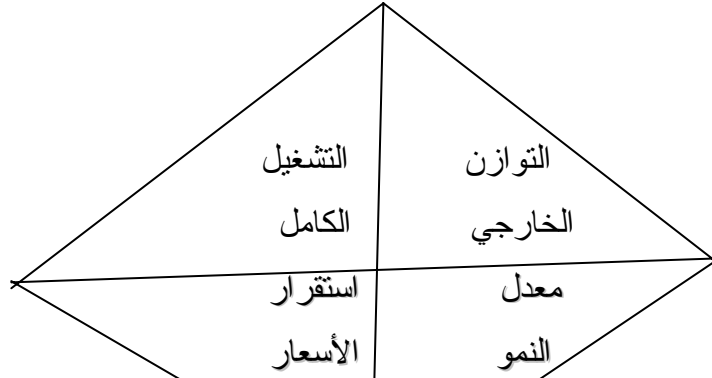 التوازن
الخارجي
التشغيل
الكامل
معدل
النمو
استقرار
الأسعار